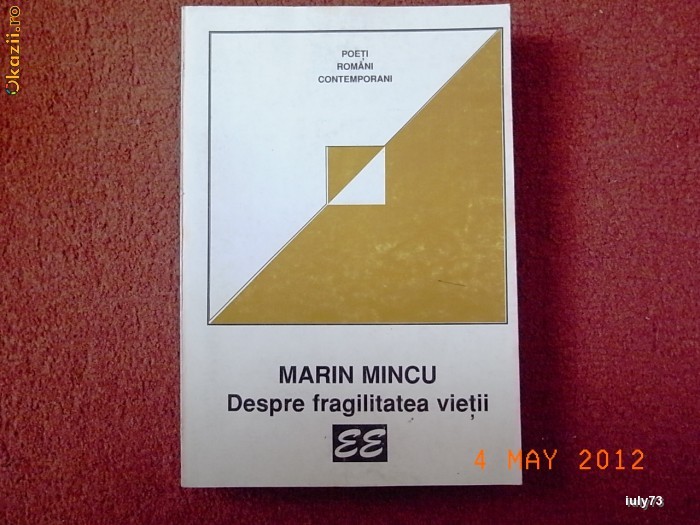 Okazii.ro
POEȚI
ROMÂNI
CONTEMPORANI
MARIN MINCU
Despre fragilitatea vieții
EE
4 MAY 2012
iuly73